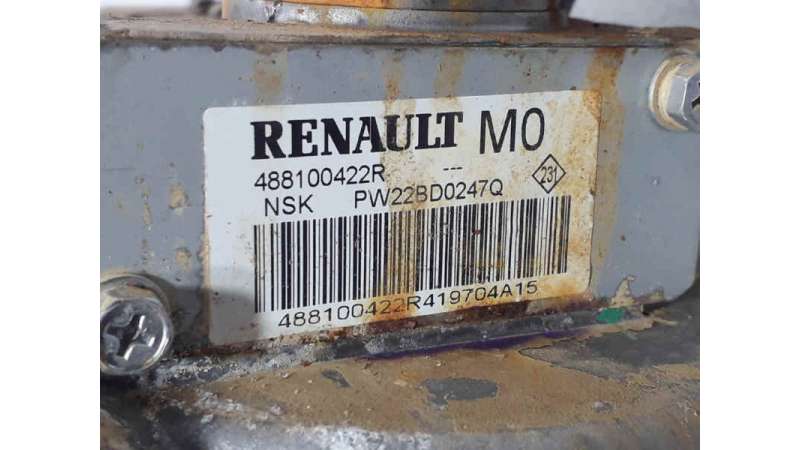 RENAULT M0
488100422R ---
231
NSK PW22BD0247Q
488100422R419704A15